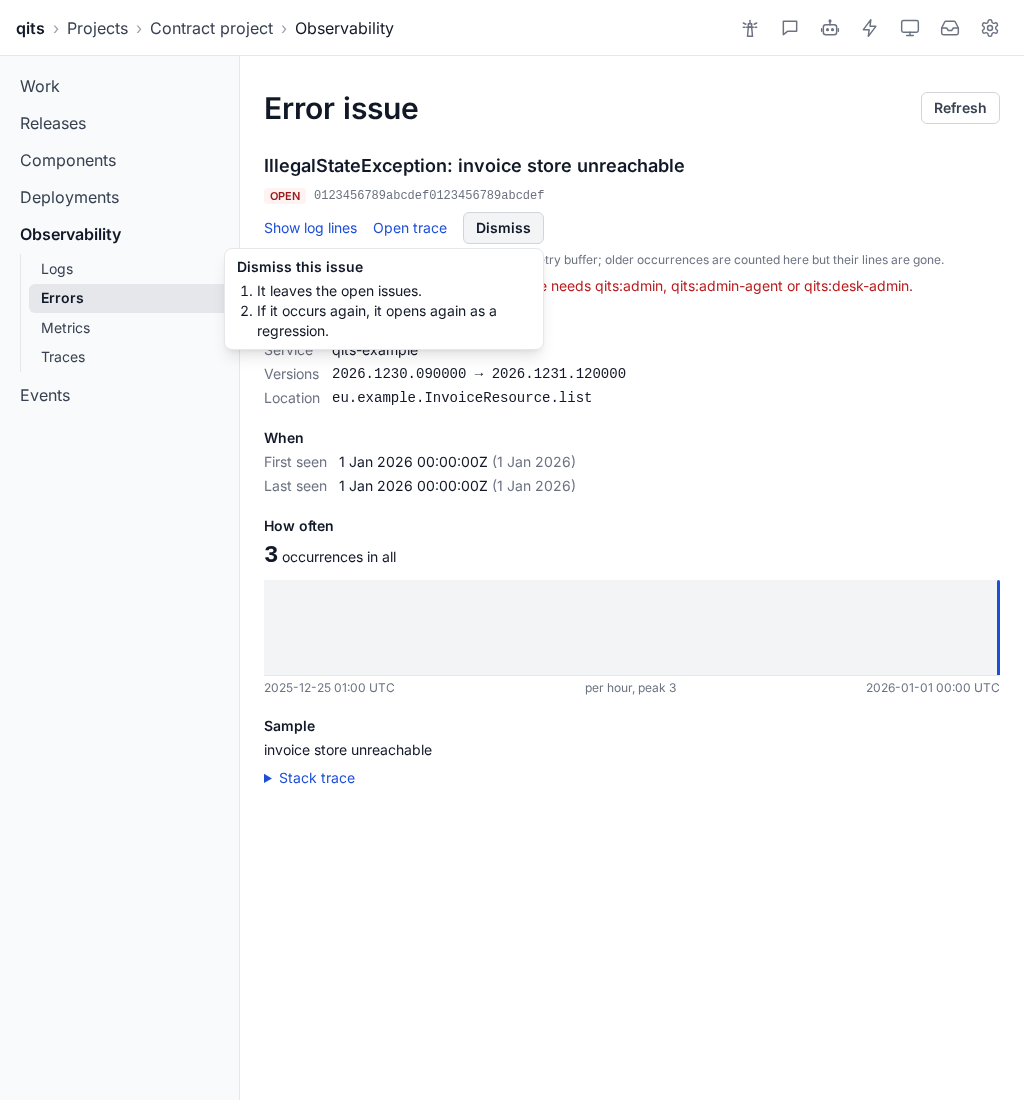 qits › Projects › Contract project › Observability
Work
Releases
Components
Deployments
Observability
Logs
Errors
Metrics
Traces
Events
Error issue
Refresh
IllegalStateException: invoice store unreachable
OPEN 0123456789abcdef0123456789abcdef
Show log lines Open trace Dismiss
Dismiss this issue
1. It leaves the open issues.
2. If it occurs again, it opens again as a
regression.
buffer; older occurrences are counted here but their lines are gone.
needs qits:admin, qits:admin-agent or qits:desk-admin.
Service qits-example
Versions 2026.1230.090000 → 2026.1231.120000
Location eu.example.InvoiceResource.list
When
First seen 1 Jan 2026 00:00:00Z (1 Jan 2026)
Last seen 1 Jan 2026 00:00:00Z (1 Jan 2026)
How often
3 occurrences in all
2025-12-25 01:00 UTC per hour, peak 3 2026-01-01 00:00 UTC
Sample
invoice store unreachable
Stack trace